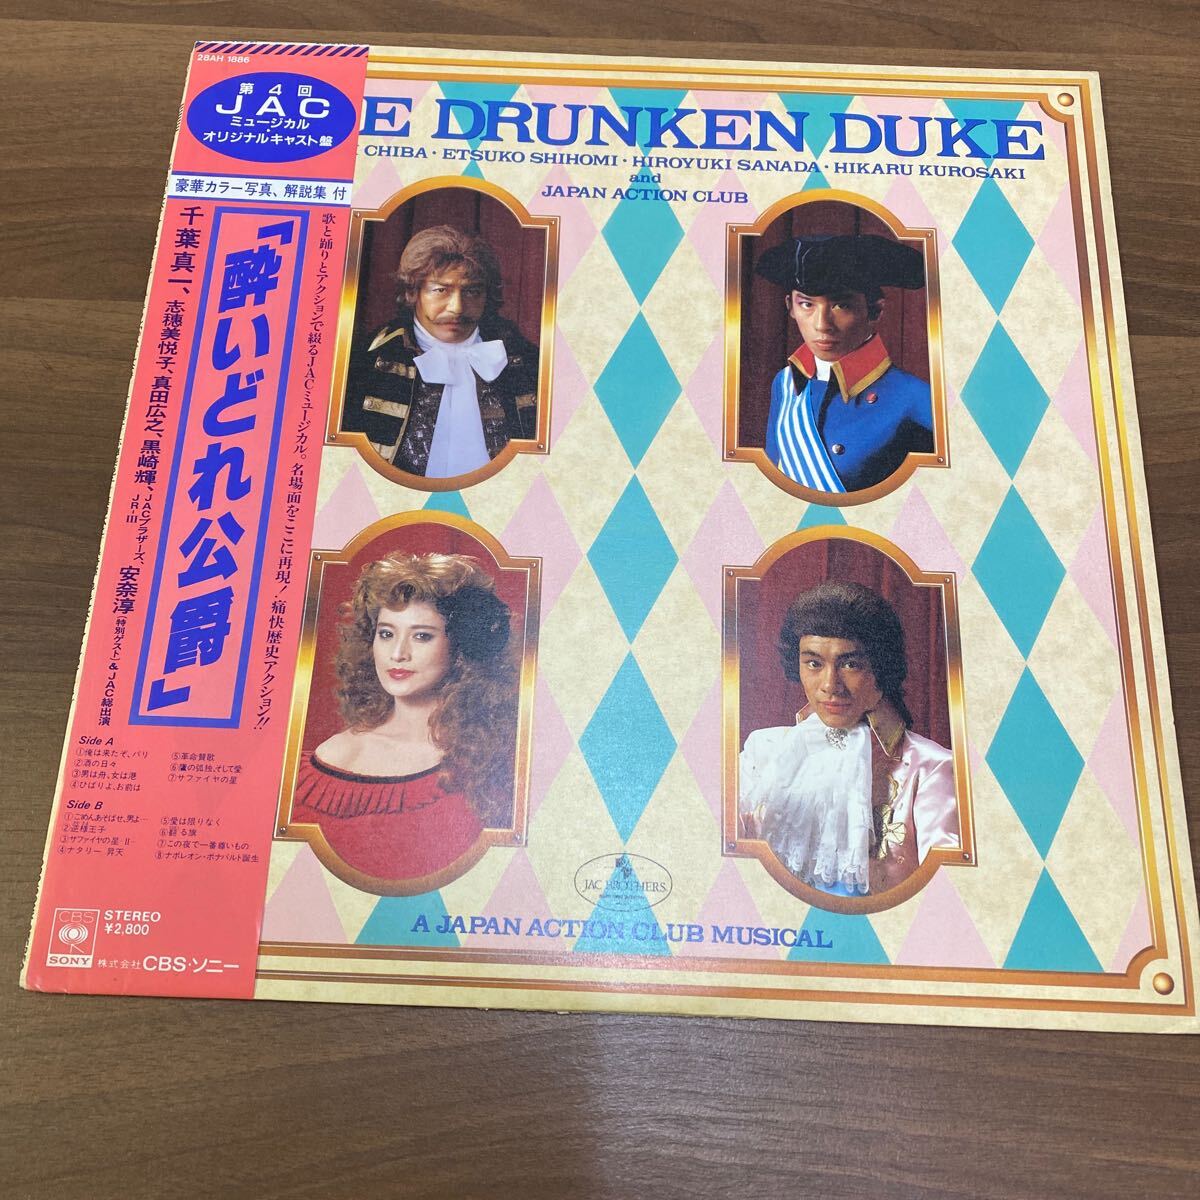 28AH 1886
第4回
JAC
ミュージカル・
オリジナルキャスト盤
豪華カラー写真、解説集 付
歌と踊りとアクションで綴るJACミュージカル。名場面をここに再現!痛快歴史アクション!!
「酔いどれ公爵」
千葉真一、志穂美悦子、真田広之、黒崎輝、JACブラザーズ、JR-III 安奈淳(特別ゲスト)&JAC総出演
Side A
①俺は来たぞ、パリ
②酒の日々
③男は舟、女は港
④ひばりよ、お前は
⑤革命賛歌
⑥鷹の孤独、そして愛
⑦サファイヤの星
Side B
①ごめんあそばせ、男よ…
②逆様王子
③サファイヤの星-II-
④ナタリー昇天
⑤愛は限りなく
⑥翻る旗
⑦この夜で一番尊いもの
⑧ナポレオン・ボナパルト誕生
CBS
SONY
STEREO
¥2,800
株式会社 CBS・ソニー
E DRUNKEN DUKE
I CHIBA・ETSUKO SHIHOMI・HIROYUKI SANADA・HIKARU KUROSAKI
and
JAPAN ACTION CLUB
JAC BROTHERS
A JAPAN ACTION CLUB MUSICAL